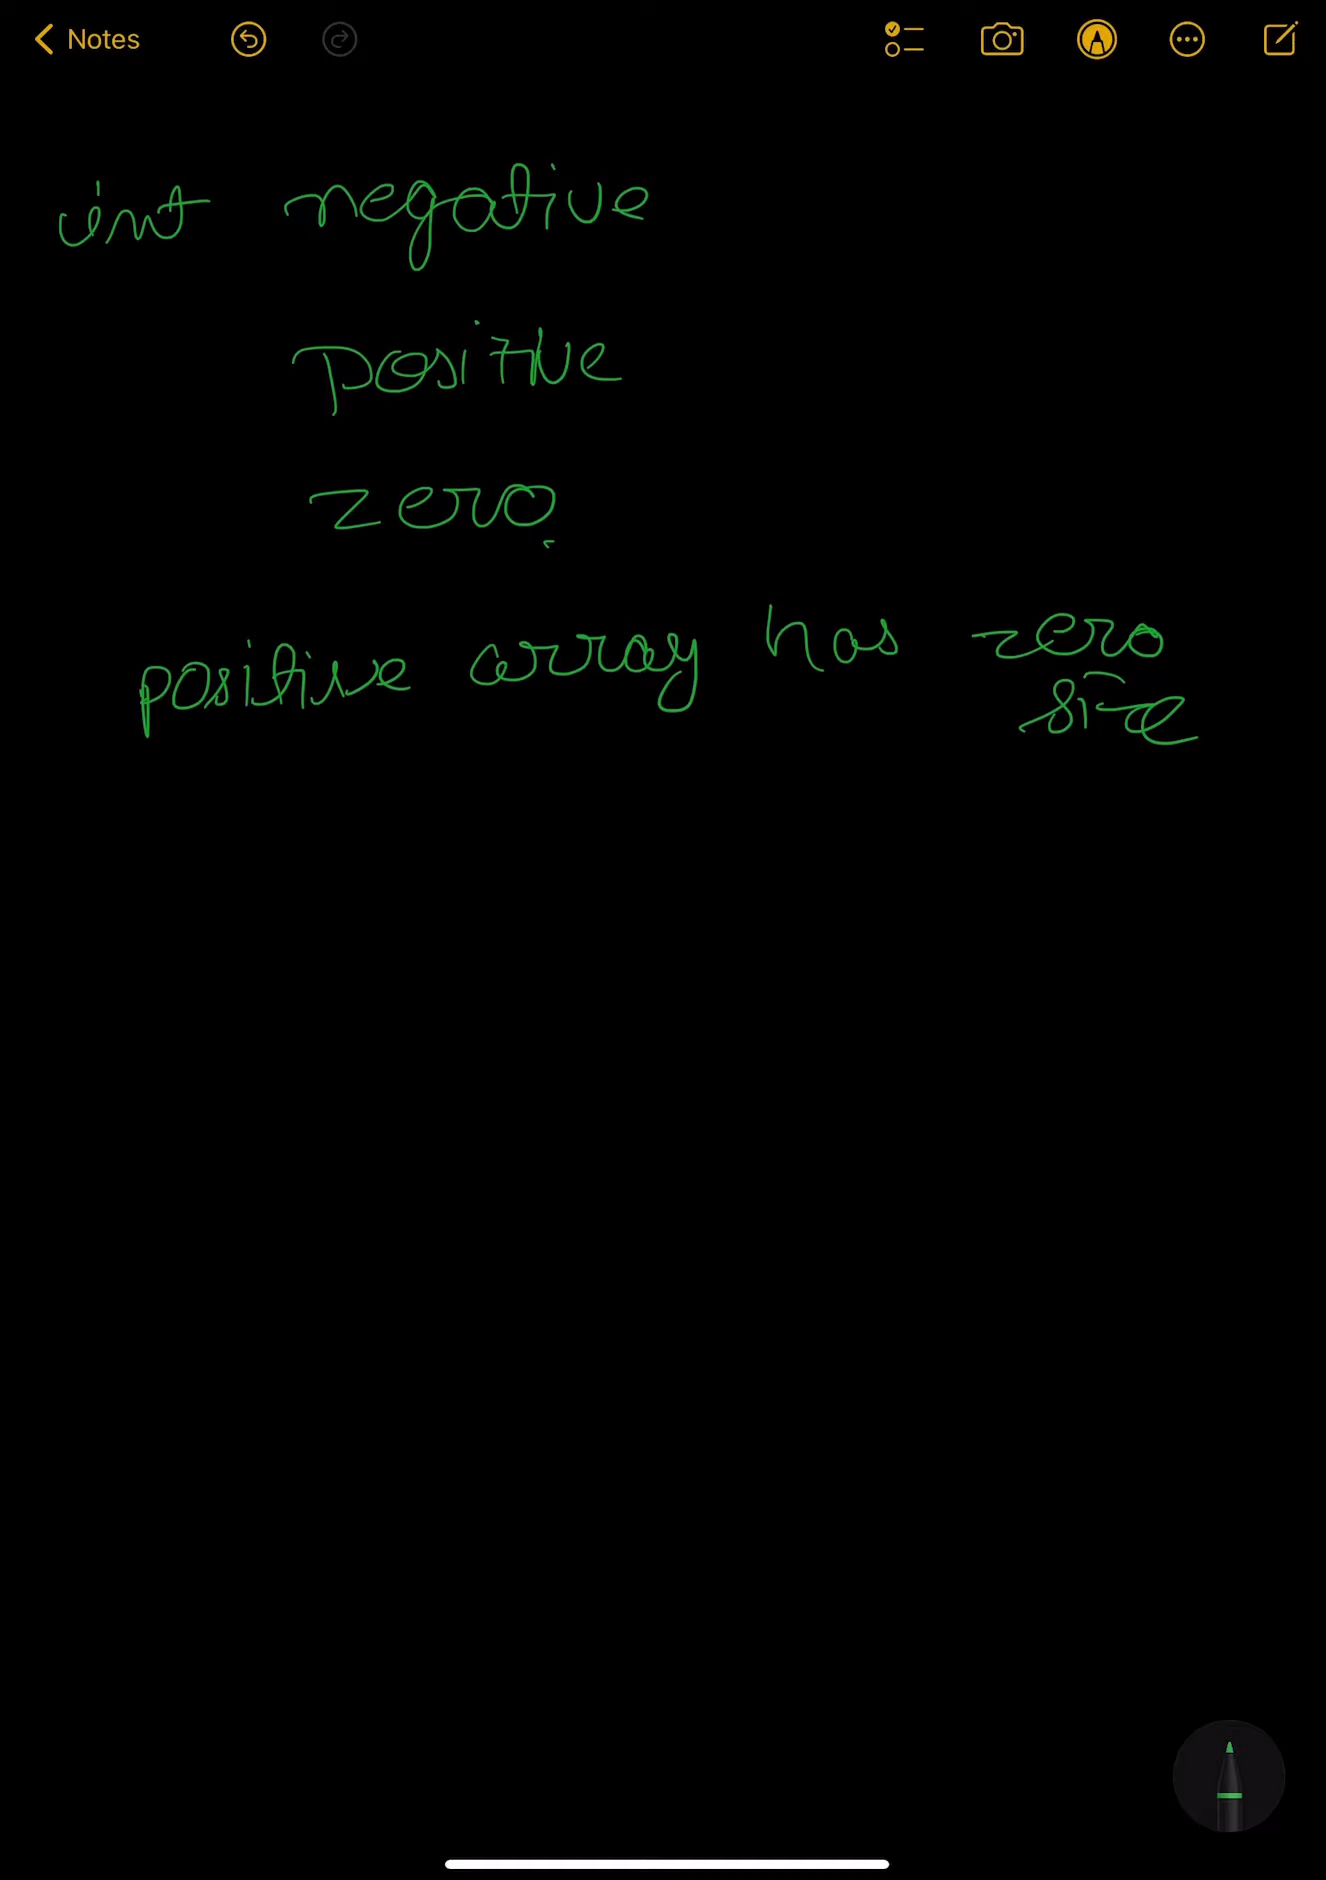 Notes
int negative
positive
zero
positive array has zero
size